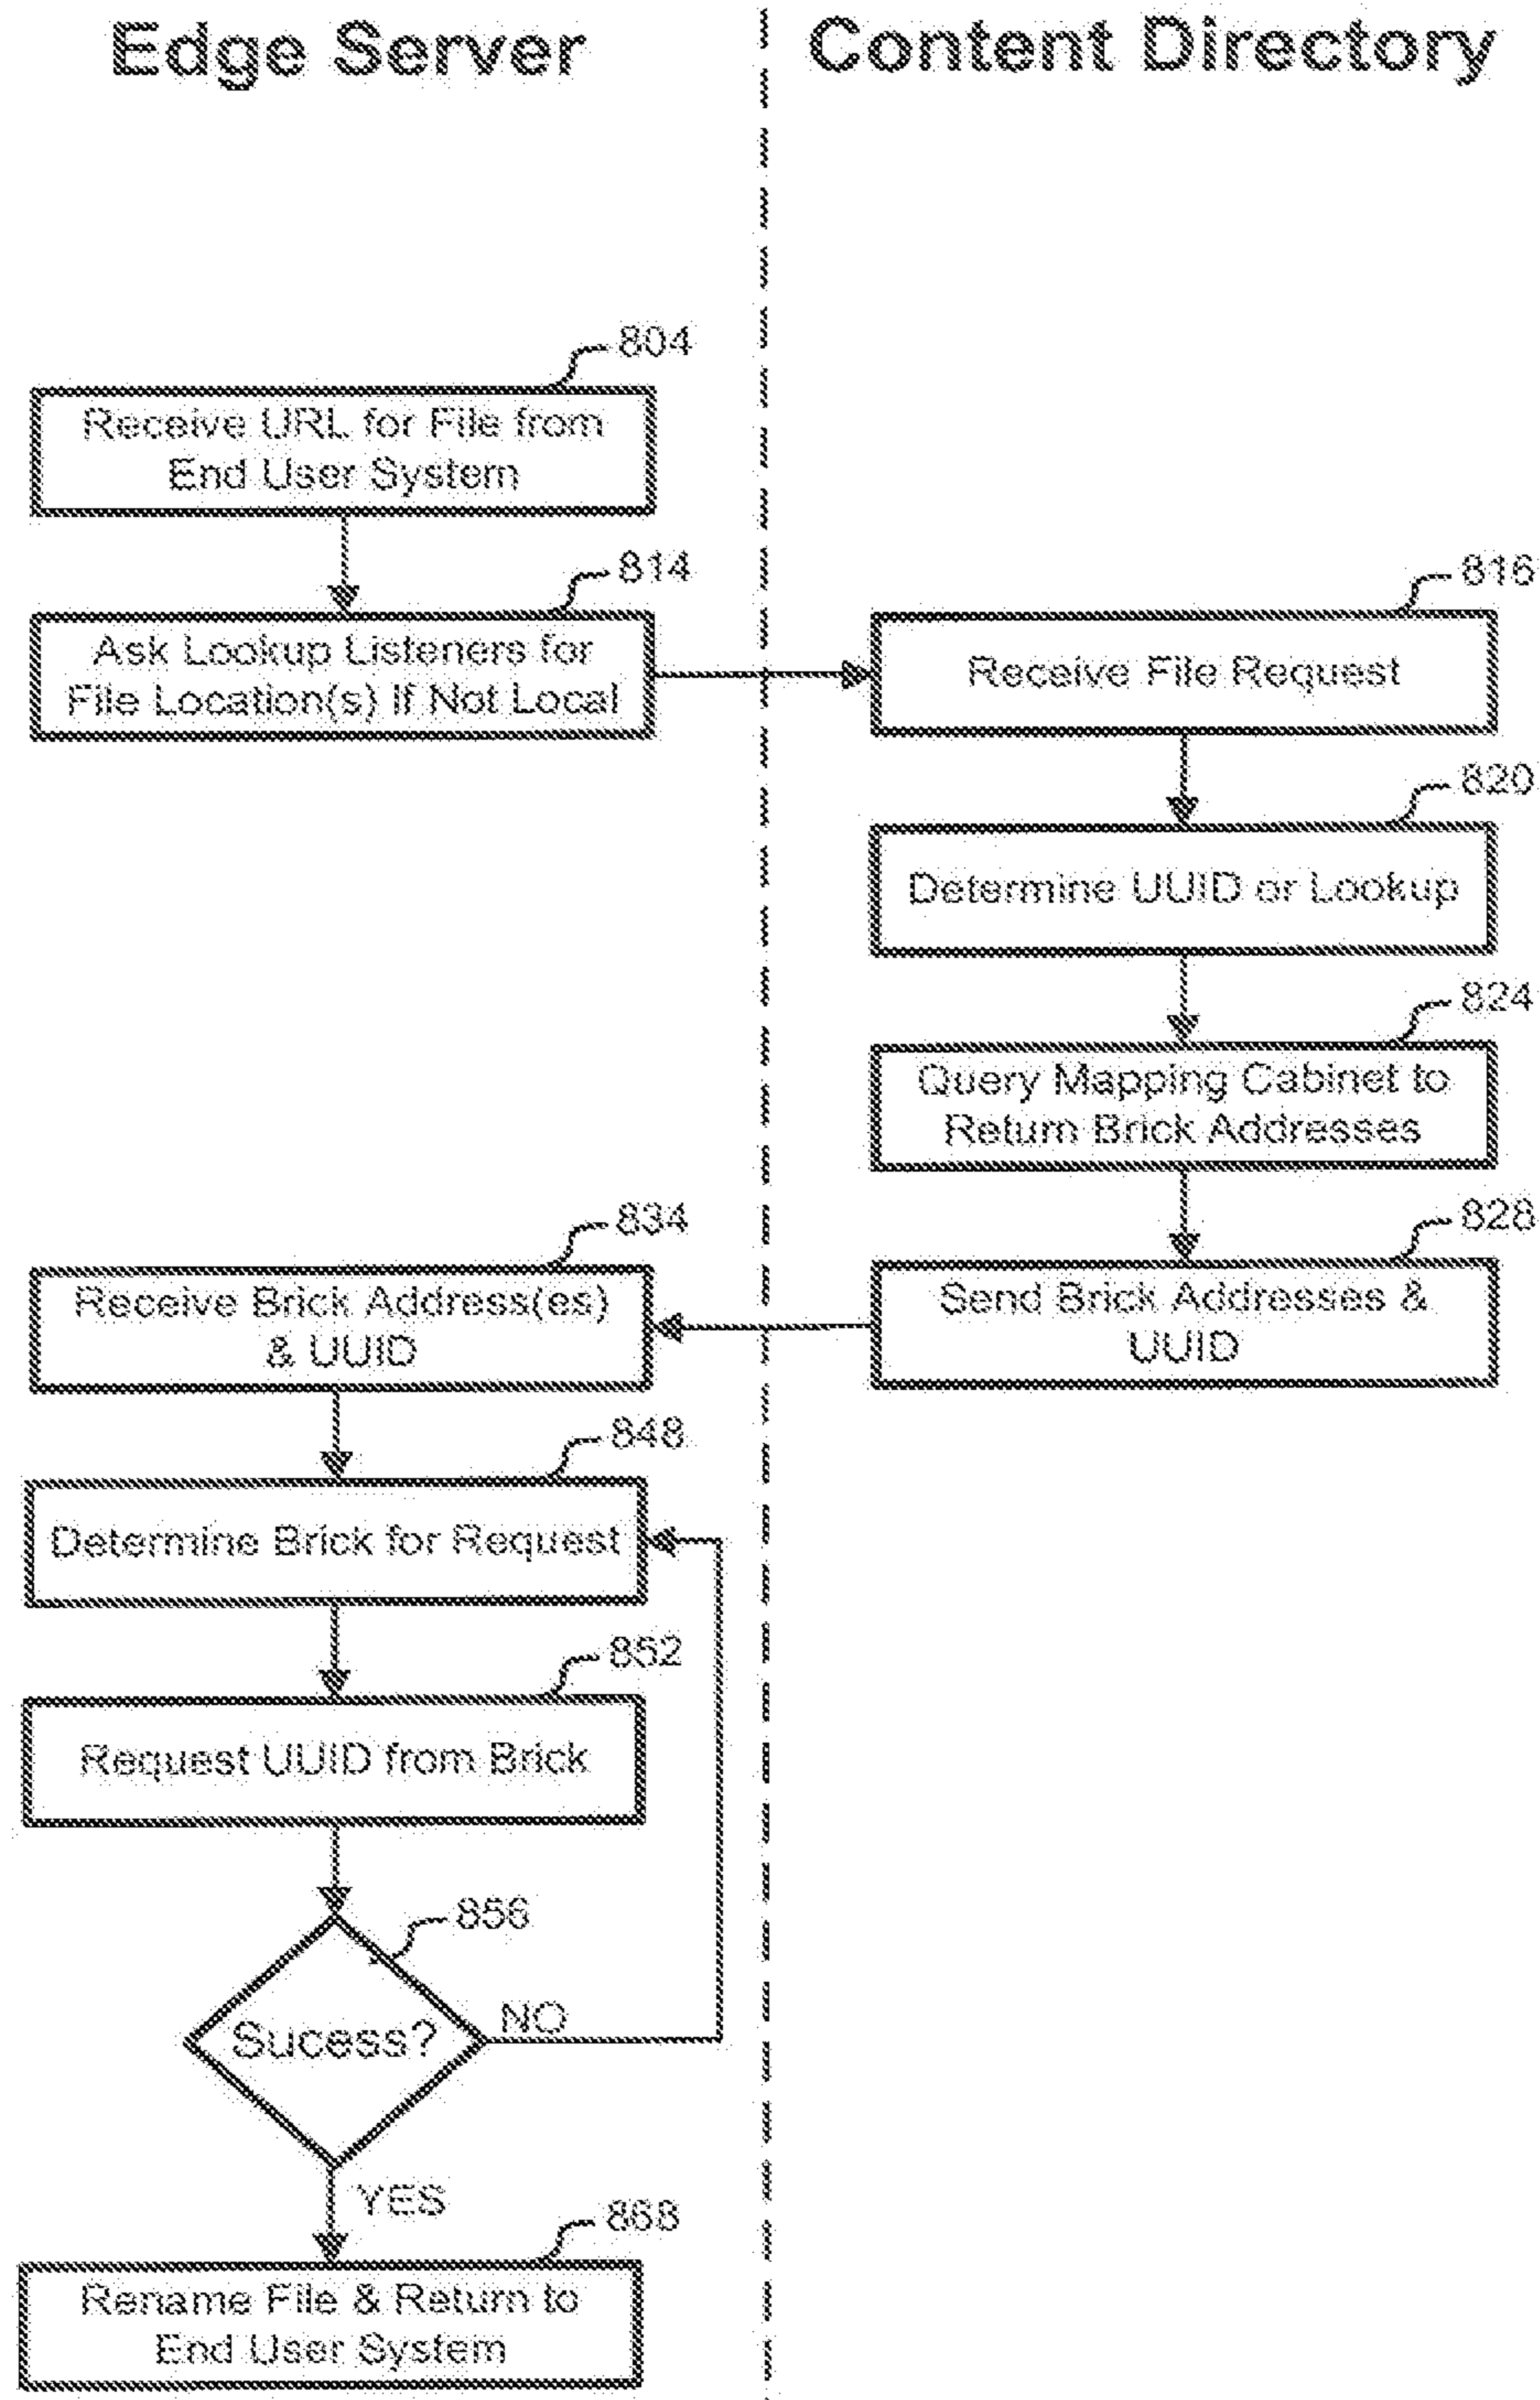 Edge Server
Content Directory
804
Receive URL for File from
End User System
814
Ask Lookup Listeners for
File Location(s) If Not Local
816
Receive File Request
820
Determine UUID or Lookup
824
Query Mapping Cabinet to
Return Brick Addresses
828
Send Brick Addresses &
UUID
834
Receive Brick Address(es)
& UUID
848
Determine Brick for Request
852
Request UUID from Brick
856
Sucess?
NO
YES
868
Rename File & Return to
End User System